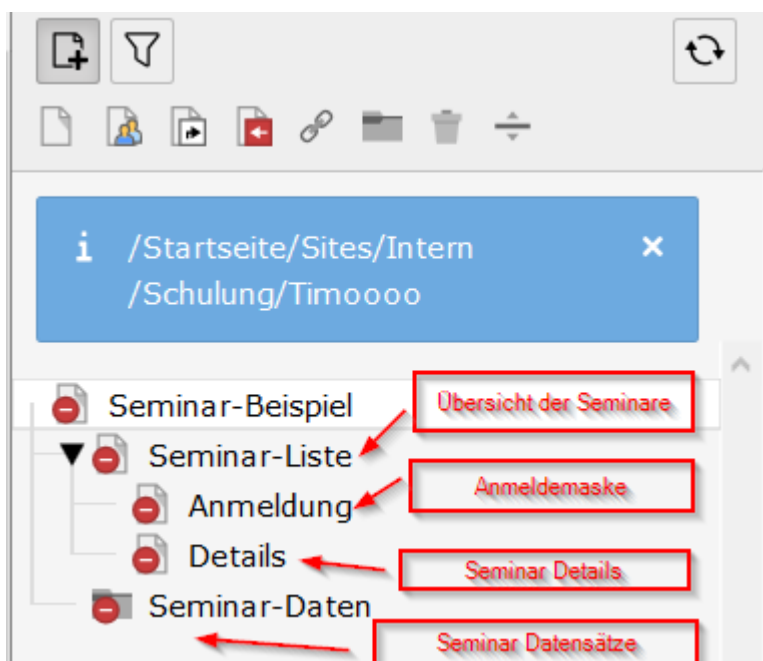 i /Startseite/Sites/Intern
/Schulung/Timoooo
Seminar-Beispiel
Übersicht der Seminare
Seminar-Liste
Anmeldemaske
Anmeldung
Details
Seminar Details
Seminar-Daten
Seminar Datensätze